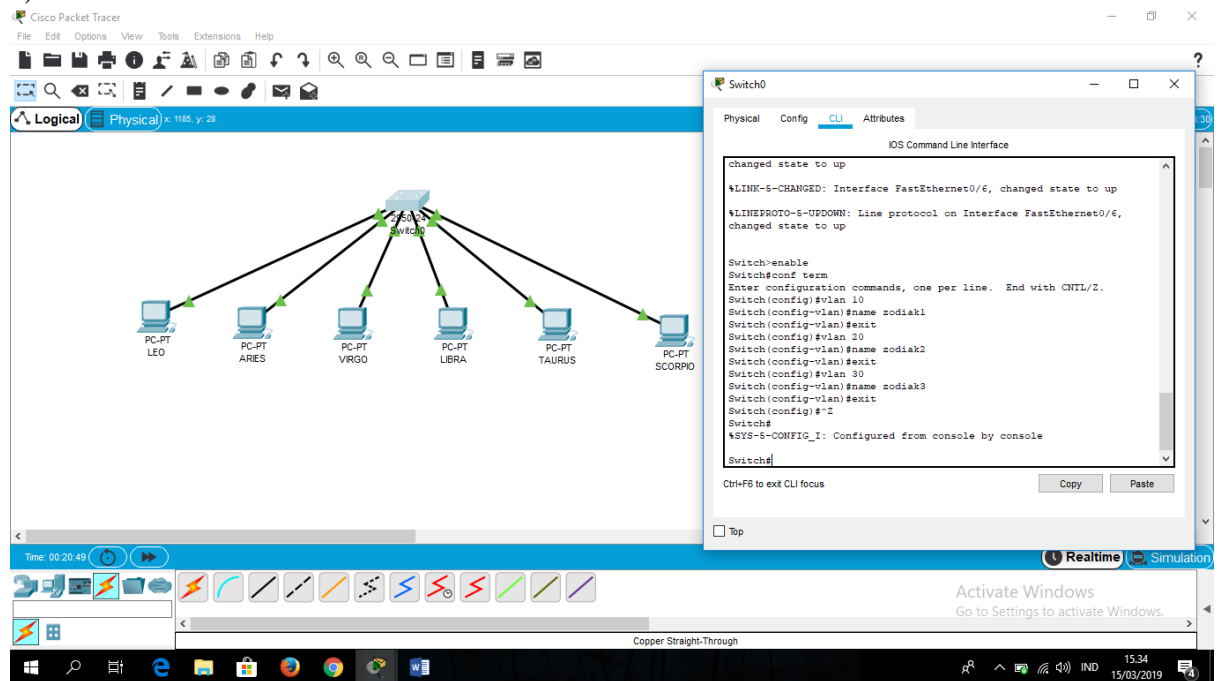 Cisco Packet Tracer
File Edit Options View Tools Extensions Help
?
Logical Physical x: 1185, y: 28
:30
2950-24
Switch0
PC-PT
LEO
PC-PT
ARIES
PC-PT
VIRGO
PC-PT
LIBRA
PC-PT
TAURUS
PC-PT
SCORPIO
Switch0
Physical Config CLI Attributes
IOS Command Line Interface
changed state to up
%LINK-5-CHANGED: Interface FastEthernet0/6, changed state to up
%LINEPROTO-5-UPDOWN: Line protocol on Interface FastEthernet0/6,
changed state to up
Switch>enable
Switch#conf term
Enter configuration commands, one per line. End with CNTL/Z.
Switch(config)#vlan 10
Switch(config-vlan)#name zodiak1
Switch(config-vlan)#exit
Switch(config)#vlan 20
Switch(config-vlan)#name zodiak2
Switch(config-vlan)#exit
Switch(config)#vlan 30
Switch(config-vlan)#name zodiak3
Switch(config-vlan)#exit
Switch(config)#^Z
Switch#
%SYS-5-CONFIG_I: Configured from console by console
Switch#
Ctrl+F6 to exit CLI focus
Copy Paste
Top
Time: 00:20:49
Realtime Simulation
Activate Windows
Go to Settings to activate Windows.
Copper Straight-Through
IND
15.34
15/03/2019
4